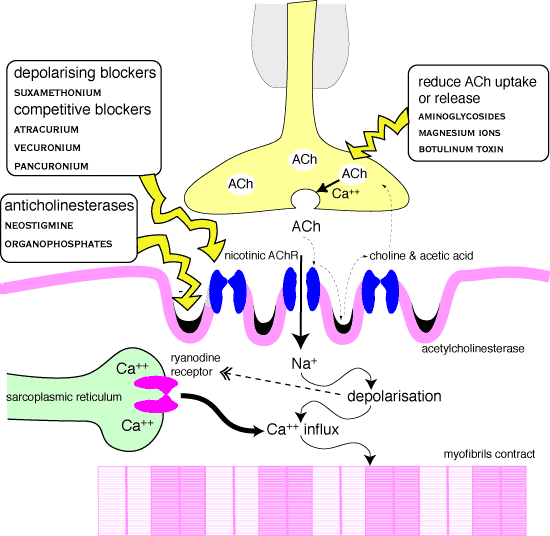 depolarising blockers
SUXAMETHONIUM
competitive blockers
ATRACURIUM
VECURONIUM
PANCURONIUM
anticholinesterases
NEOSTIGMINE
ORGANOPHOSPHATES
reduce ACh uptake
or release
AMINOGLYCOSIDES
MAGNESIUM IONS
BOTULINUM TOXIN
ACh
ACh
ACh
Ca++
ACh
nicotinic AChR
choline & acetic acid
acetylcholinesterase
Na+
ryanodine
receptor
Ca++
sarcoplasmic reticulum
Ca++
depolarisation
Ca++ influx
myofibrils contract